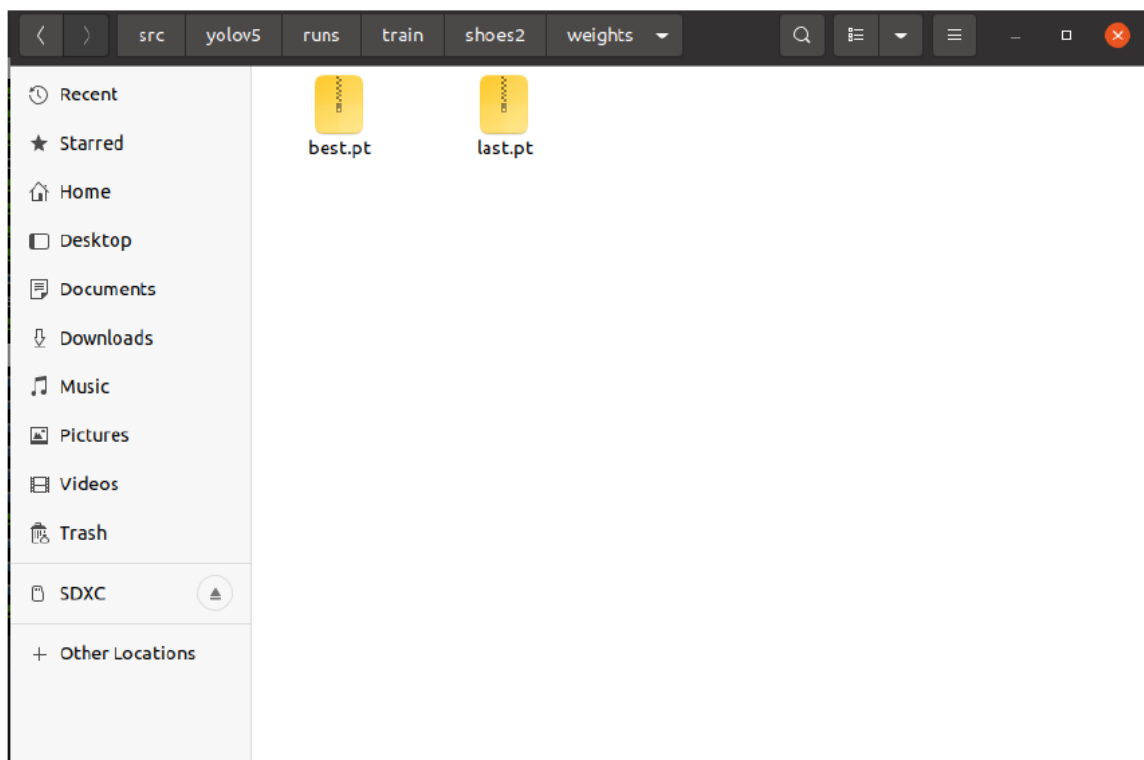 src yolov5 runs train shoes2 weights
Recent
Starred
Home
Desktop
Documents
Downloads
Music
Pictures
Videos
Trash
SDXC
Other Locations
best.pt last.pt